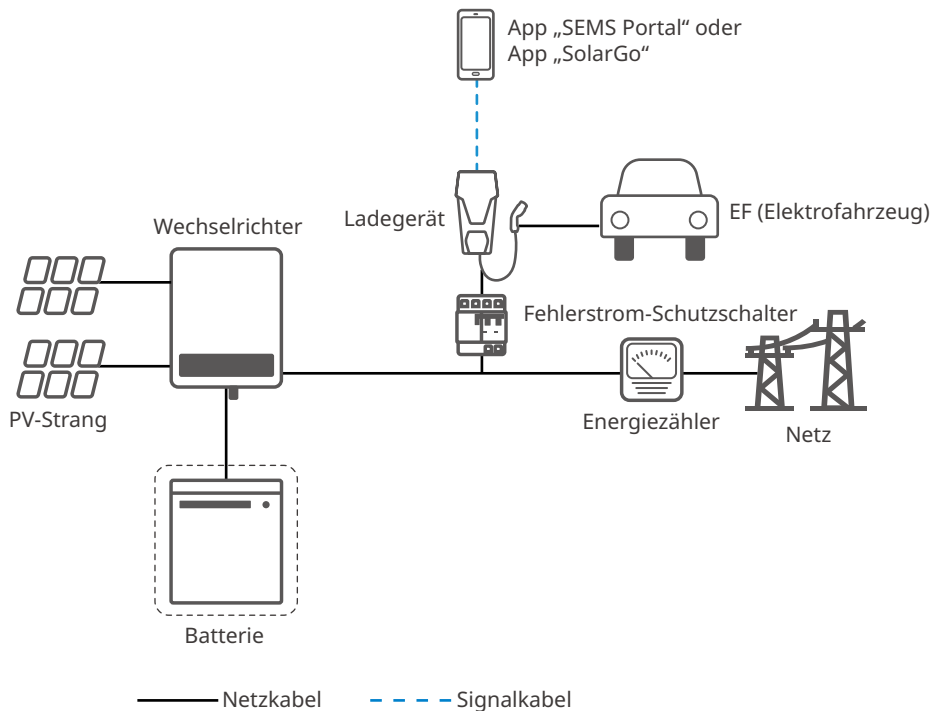 App „SEMS Portal“ oder
App „SolarGo“
Ladegerät
EF (Elektrofahrzeug)
Wechselrichter
Fehlerstrom-Schutzschalter
PV-Strang
Energiezähler
Netz
Batterie
Netzkabel
Signalkabel